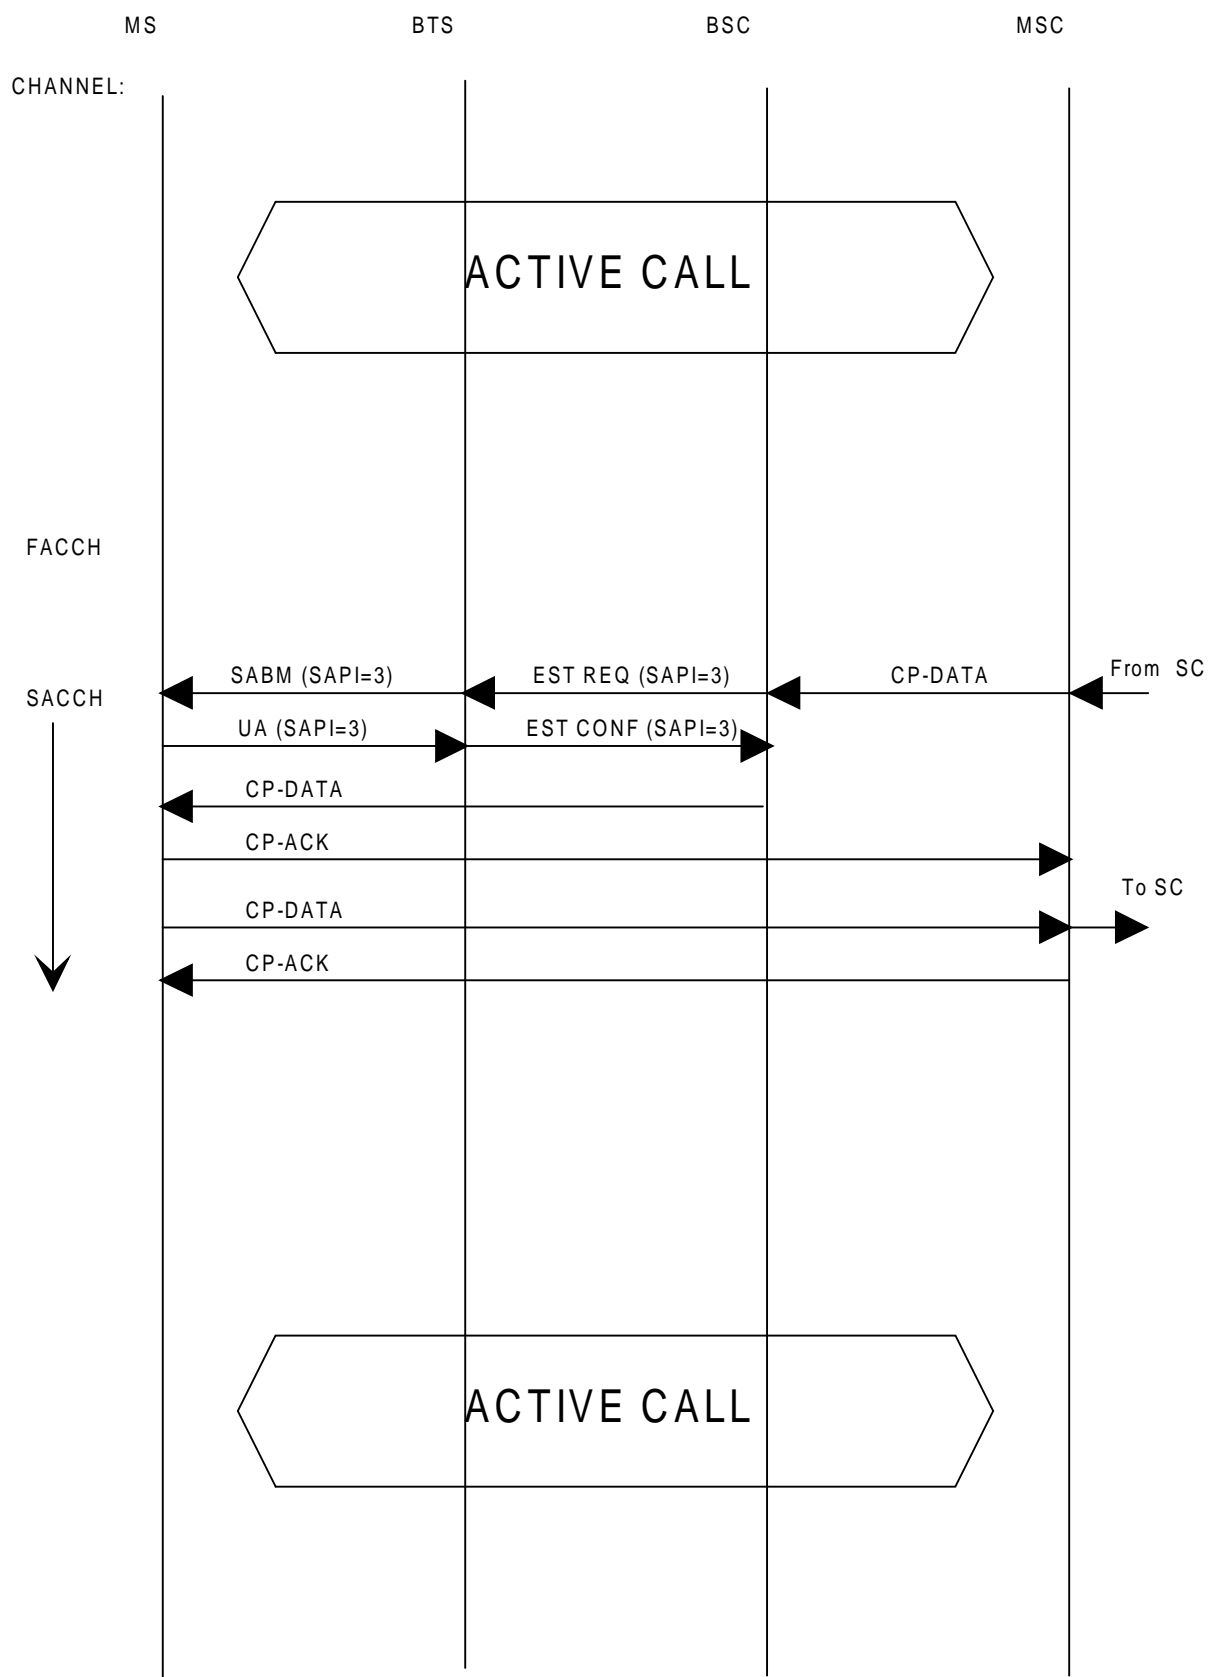 MS BTS BSC MSC
CHANNEL:
ACTIVE CALL
FACCH
SACCH
SABM (SAPI=3) EST REQ (SAPI=3) CP-DATA From SC
UA (SAPI=3) EST CONF (SAPI=3)
CP-DATA
CP-ACK
CP-DATA To SC
CP-ACK
ACTIVE CALL